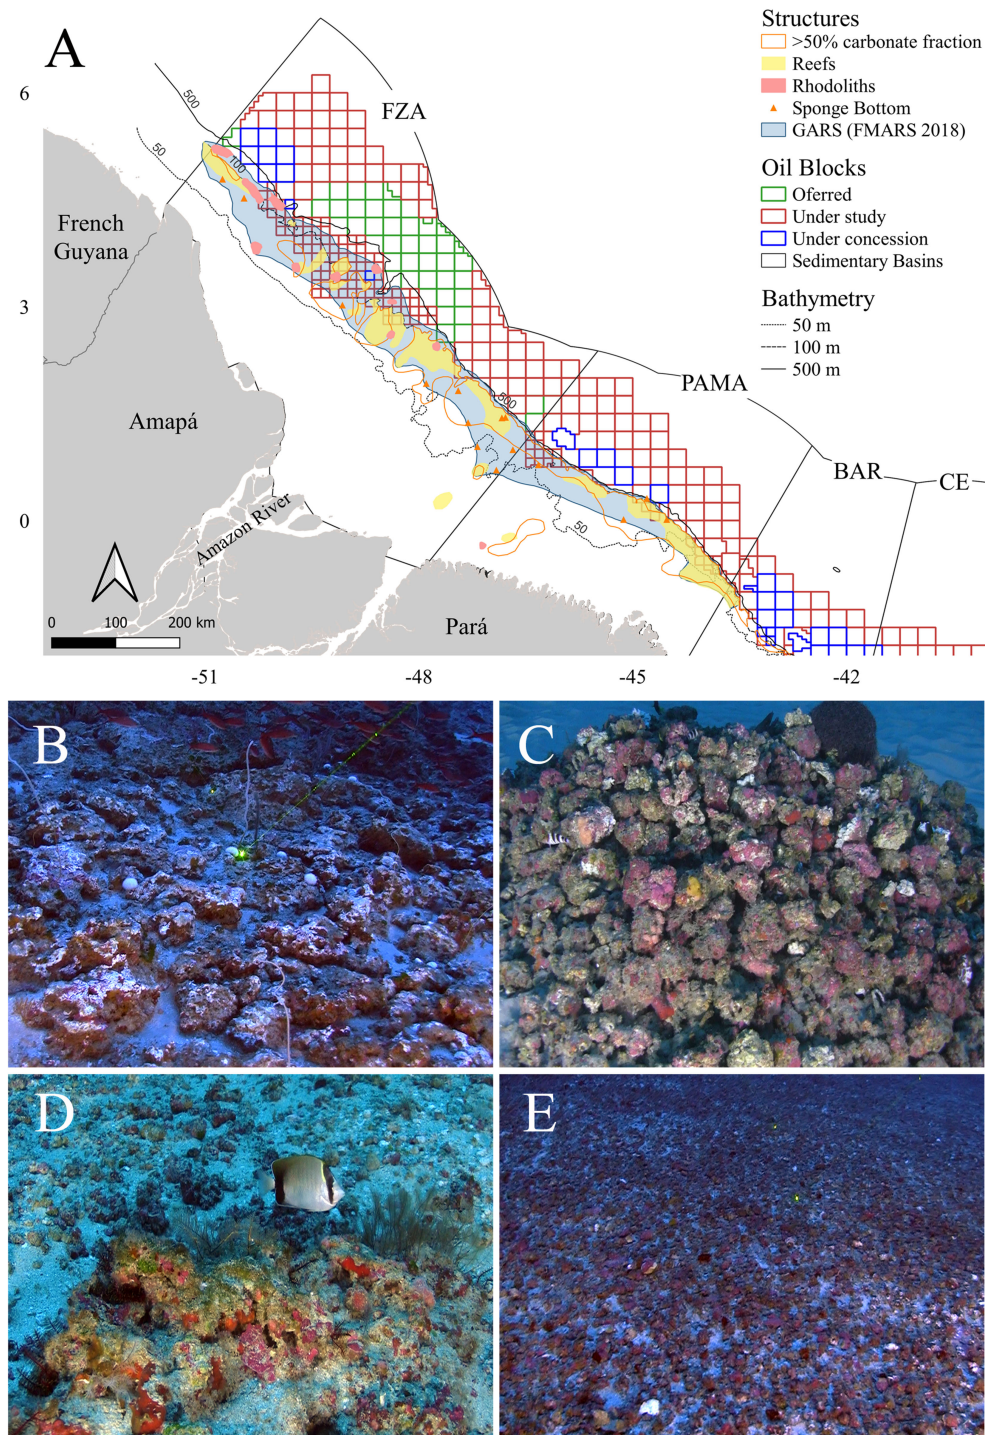 A
Structures
>50% carbonate fraction
Reefs
Rhodoliths
Sponge Bottom
GARS (FMARS 2018)
Oil Blocks
Oferred
Under study
Under concession
Sedimentary Basins
Bathymetry
50 m
100 m
500 m
6
3
0
500
50
100
FZA
French
Guyana
Amapá
500
PAMA
BAR
CE
50
Amazon River
Pará
0 100 200 km
-51 -48 -45 -42
B
C
D
E